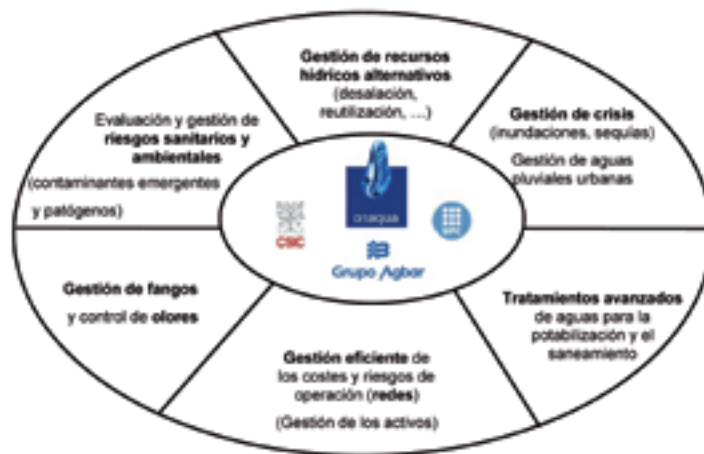 Gestión de recursos
hídricos alternativos
(desalación,
reutilización, ...)
Gestión de crisis
(inundaciones, sequías)
Gestión de aguas
pluviales urbanas
Tratamientos avanzados
de aguas para la
potabilización y el
saneamiento
Gestión eficiente de
los costes y riesgos de
operación (redes)
(Gestión de los activos)
Gestión de fangos
y control de olores
Evaluación y gestión de
riesgos sanitarios y
ambientales
(contaminantes emergentes
y patógenos)
CSIC
UPC
Grupo Agbar